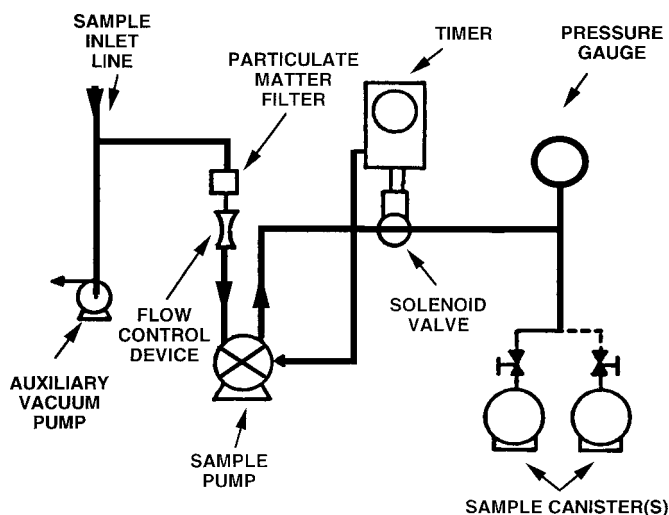 SAMPLE
INLET
LINE
PARTICULATE
MATTER
FILTER
TIMER
PRESSURE
GAUGE
FLOW
CONTROL
DEVICE
SOLENOID
VALVE
AUXILIARY
VACUUM
PUMP
SAMPLE
PUMP
SAMPLE CANISTER(S)